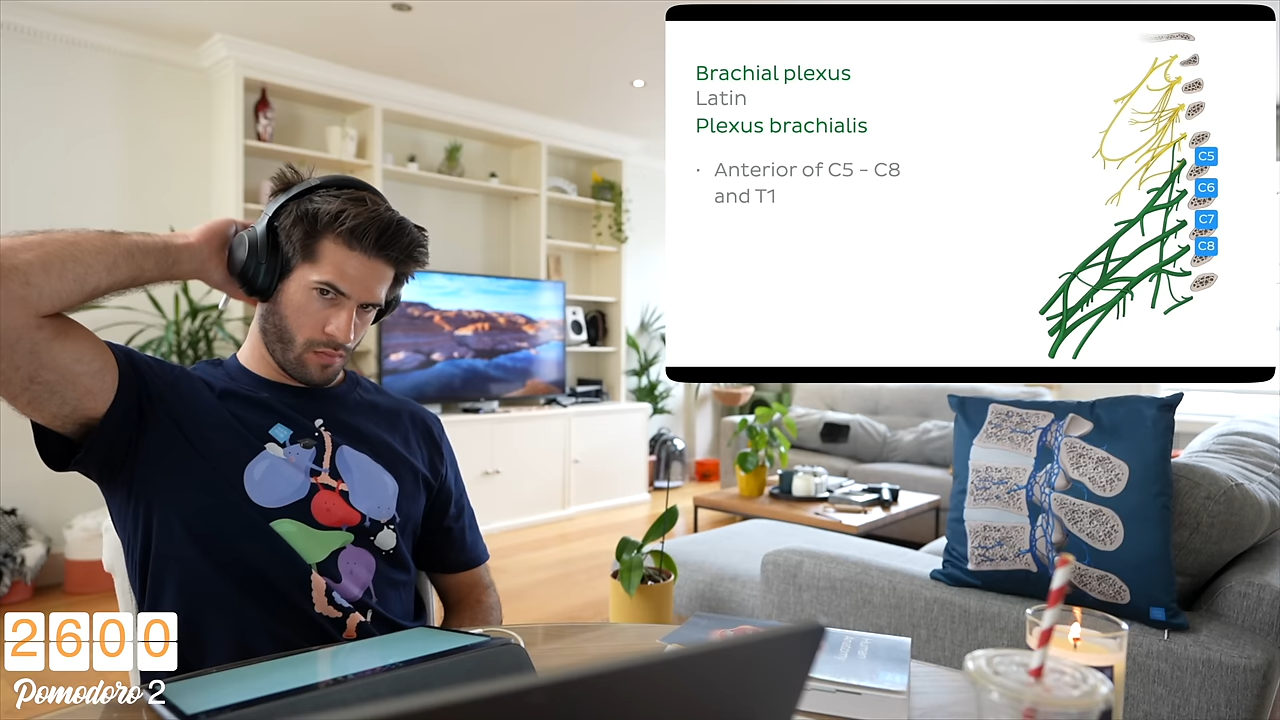 Brachial plexus
Latin
Plexus brachialis
· Anterior of C5 - C8
and T1
C5
C6
C7
C8
2600
Pomodoro 2